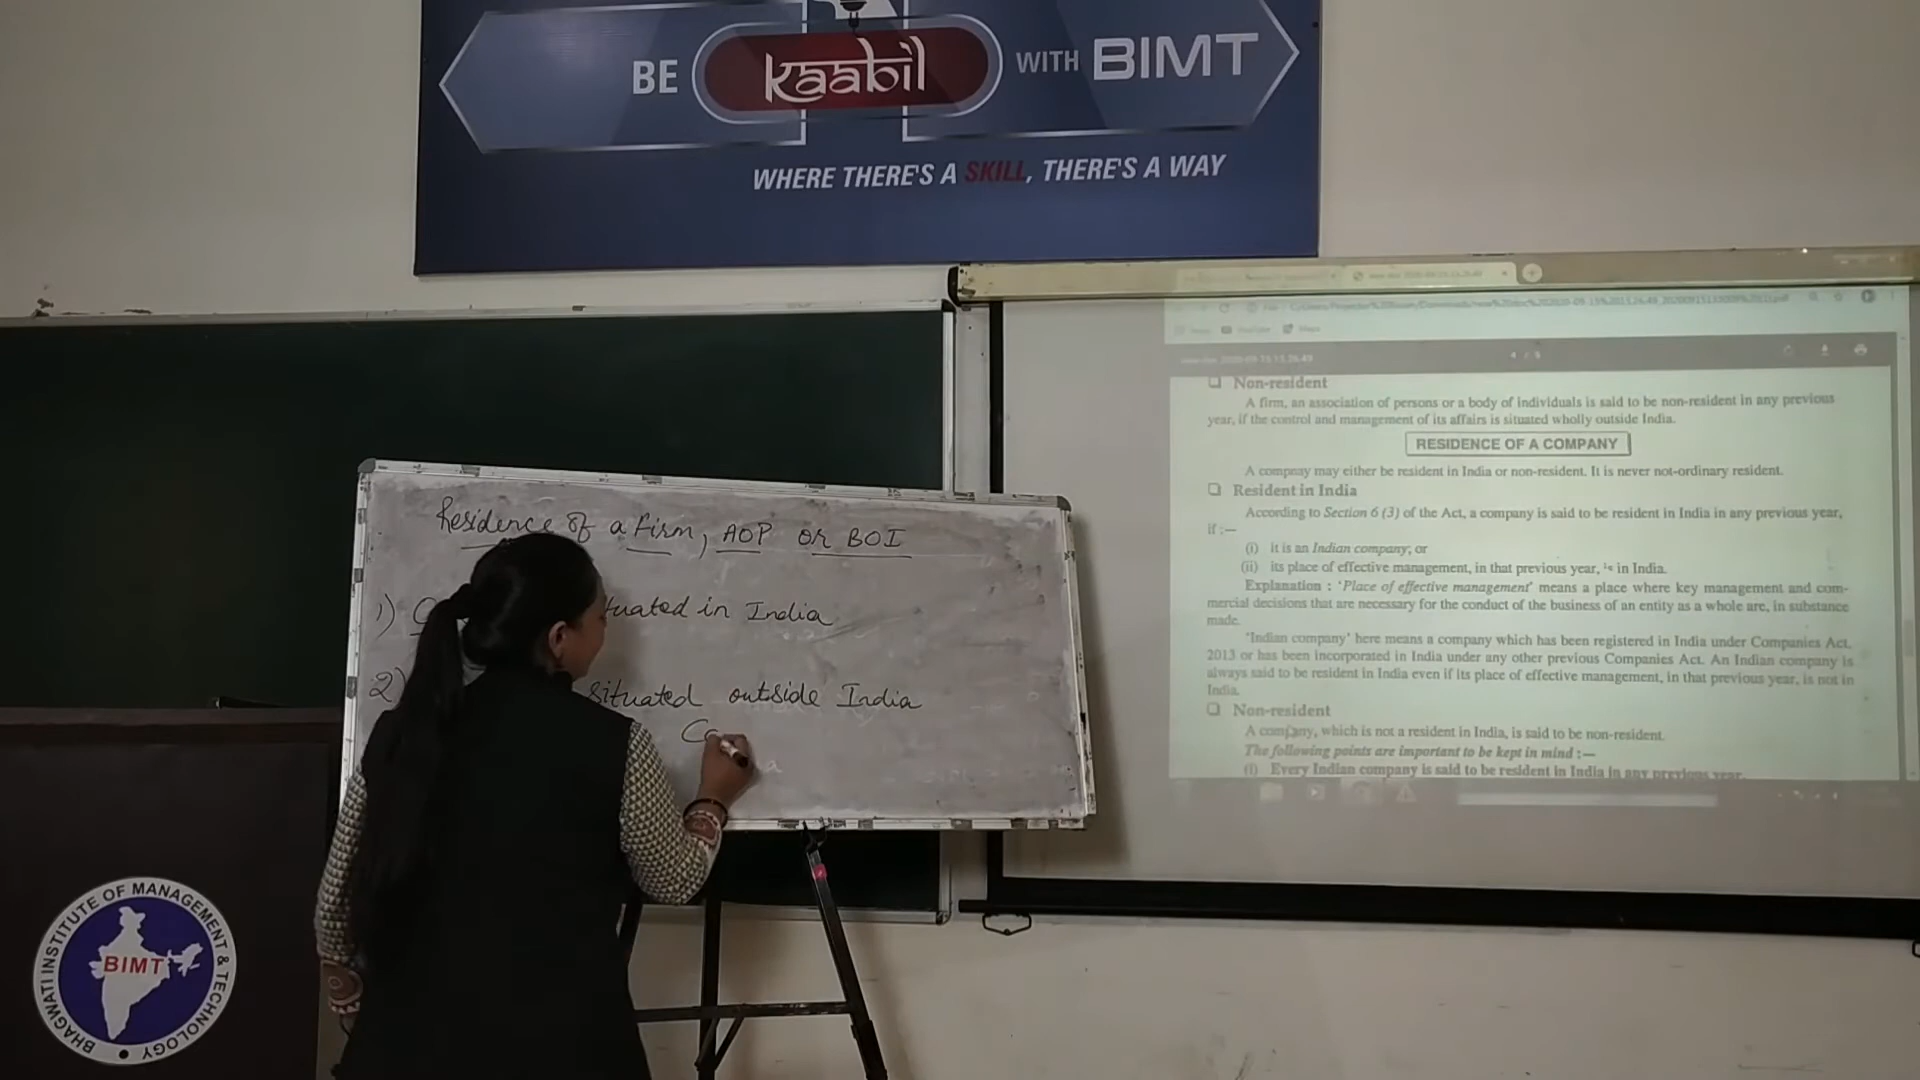 BE kaabil WITH BIMT
WHERE THERE'S A SKILL, THERE'S A WAY
Residence of a Firm, AOP or BOI
1) C tuated in India
2) situated outside India
Co
Non-resident
A firm, an association of persons or a body of individuals is said to be non-resident in any previous
year, if the control and management of its affairs is situated wholly outside India.
RESIDENCE OF A COMPANY
A compnay may either be resident in India or non-resident. It is never not-ordinary resident.
Resident in India
According to Section 6 (3) of the Act, a company is said to be resident in India in any previous year,
if :—
(i) it is an Indian company; or
(ii) its place of effective management, in that previous year, is in India.
Explanation : 'Place of effective management' means a place where key management and com-
mercial decisions that are necessary for the conduct of the business of an entity as a whole are, in substance
made.
'Indian company' here means a company which has been registered in India under Companies Act,
2013 or has been incorporated in India under any other previous Companies Act. An Indian company is
always said to be resident in India even if its place of effective management, in that previous year, is not in
India.
Non-resident
A company, which is not a resident in India, is said to be non-resident.
The following points are important to be kept in mind :—
(i) Every Indian company is said to be resident in India in any previous year.
BHAGWATI INSTITUTE OF MANAGEMENT & TECHNOLOGY
BIMT